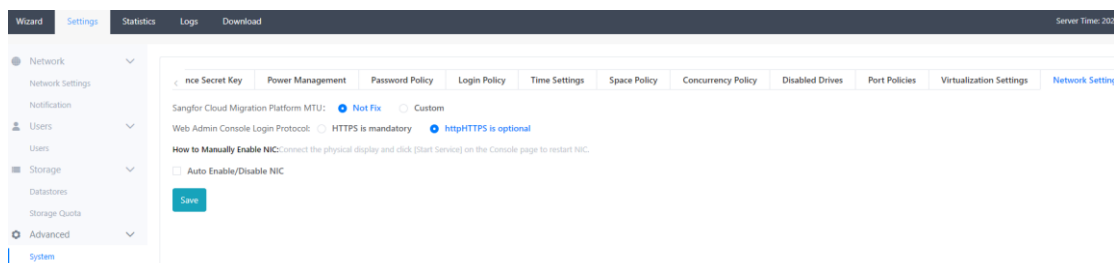 Wizard Settings Statistics Logs Download Server Time: 202
Network
Network Settings
Notification
Users
Users
Storage
Datastores
Storage Quota
Advanced
System
nce Secret Key Power Management Password Policy Login Policy Time Settings Space Policy Concurrency Policy Disabled Drives Port Policies Virtualization Settings Network Setting
Sangfor Cloud Migration Platform MTU: Not Fix Custom
Web Admin Console Login Protocol: HTTPS is mandatory httpHTTPS is optional
How to Manually Enable NIC:Connect the physical display and click [Start Service] on the Console page to restart NIC.
Auto Enable/Disable NIC
Save